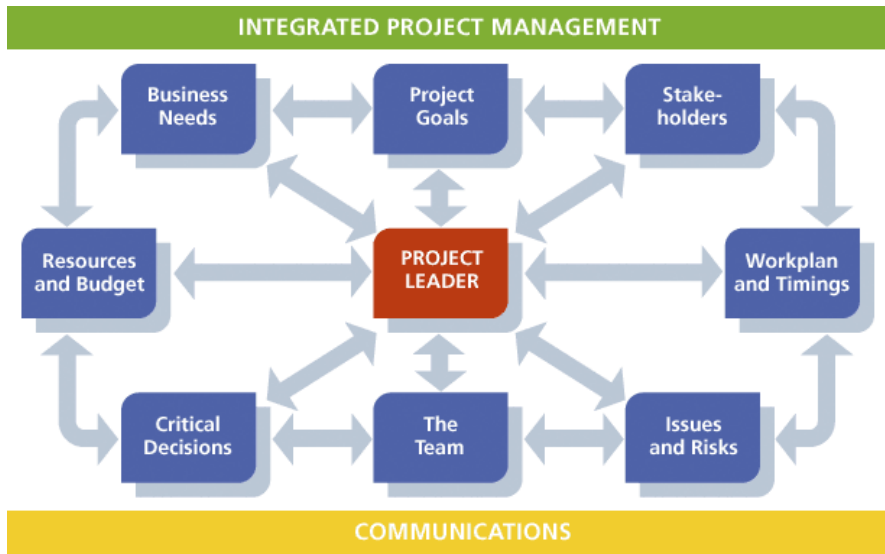 INTEGRATED PROJECT MANAGEMENT
Business
Needs
Project
Goals
Stake-
holders
Resources
and Budget
PROJECT
LEADER
Workplan
and Timings
Critical
Decisions
The
Team
Issues
and Risks
COMMUNICATIONS